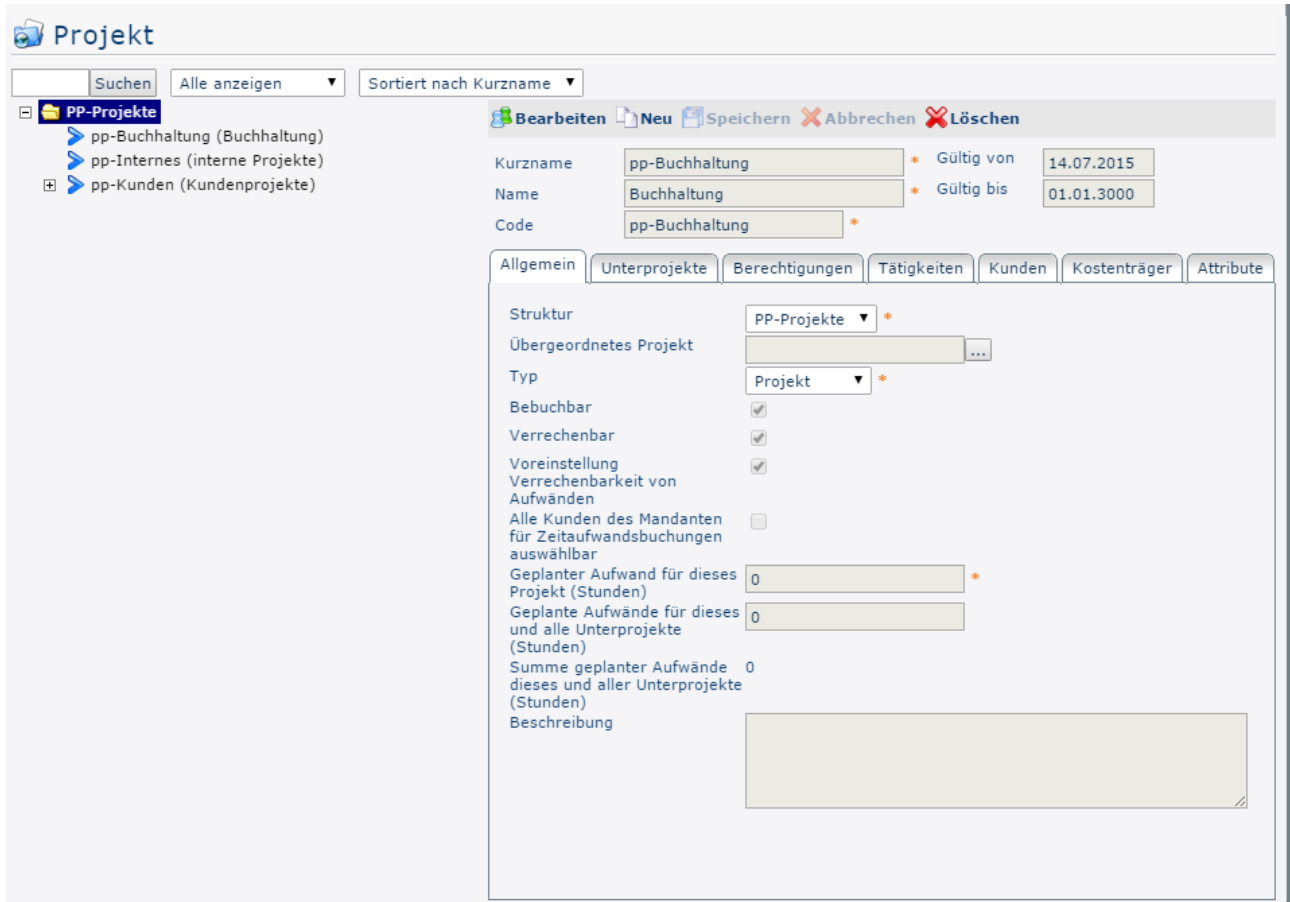 Projekt
Suchen Alle anzeigen Sortiert nach Kurzname
PP-Projekte
pp-Buchhaltung (Buchhaltung)
pp-Internes (interne Projekte)
pp-Kunden (Kundenprojekte)
Bearbeiten Neu Speichern Abbrechen Löschen
Kurzname pp-Buchhaltung * Gültig von 14.07.2015
Name Buchhaltung * Gültig bis 01.01.3000
Code pp-Buchhaltung *
Allgemein Unterprojekte Berechtigungen Tätigkeiten Kunden Kostenträger Attribute
Struktur PP-Projekte *
Übergeordnetes Projekt ...
Typ Projekt *
Bebuchbar
Verrechenbar
Voreinstellung
Verrechenbarkeit von
Aufwänden
Alle Kunden des Mandanten
für Zeitaufwandsbuchungen
auswählbar
Geplanter Aufwand für dieses 0 *
Projekt (Stunden)
Geplante Aufwände für dieses 0
und alle Unterprojekte
(Stunden)
Summe geplanter Aufwände 0
dieses und aller Unterprojekte
(Stunden)
Beschreibung